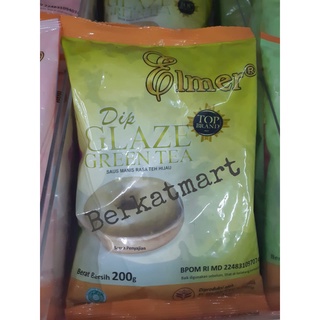 Elmer®
Dip
GLAZE
GREEN TEA
TOP
BRAND
SAUS MANIS RASA TEH HIJAU
Berkatmart
Berat Bersih 200g
BPOM RI MD